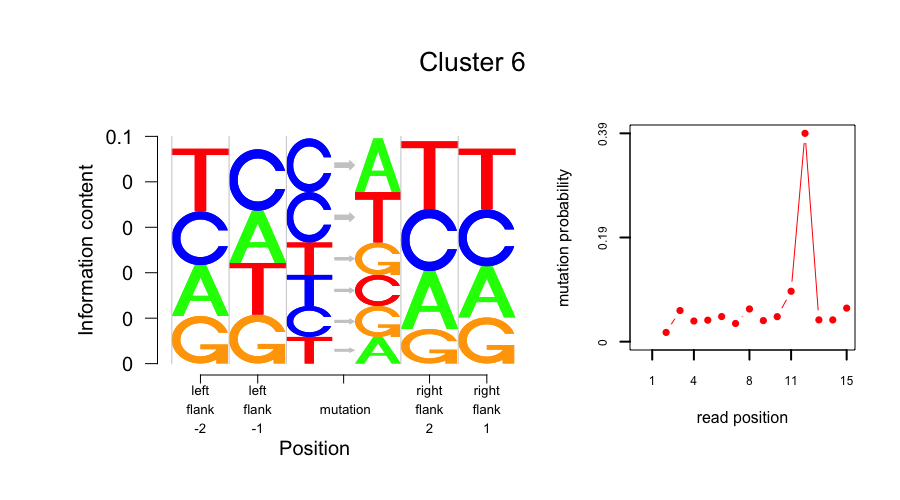 Cluster 6
Information content
0.1
0
0
0
0
0
T C C A T T
C A C T C C
A T T G A A
G G T C G G
C G
T A
left flank -2
left flank -1
mutation
right flank 2
right flank 1
Position
mutation probability
0.39
0.19
0
1 4 8 11 15
read position